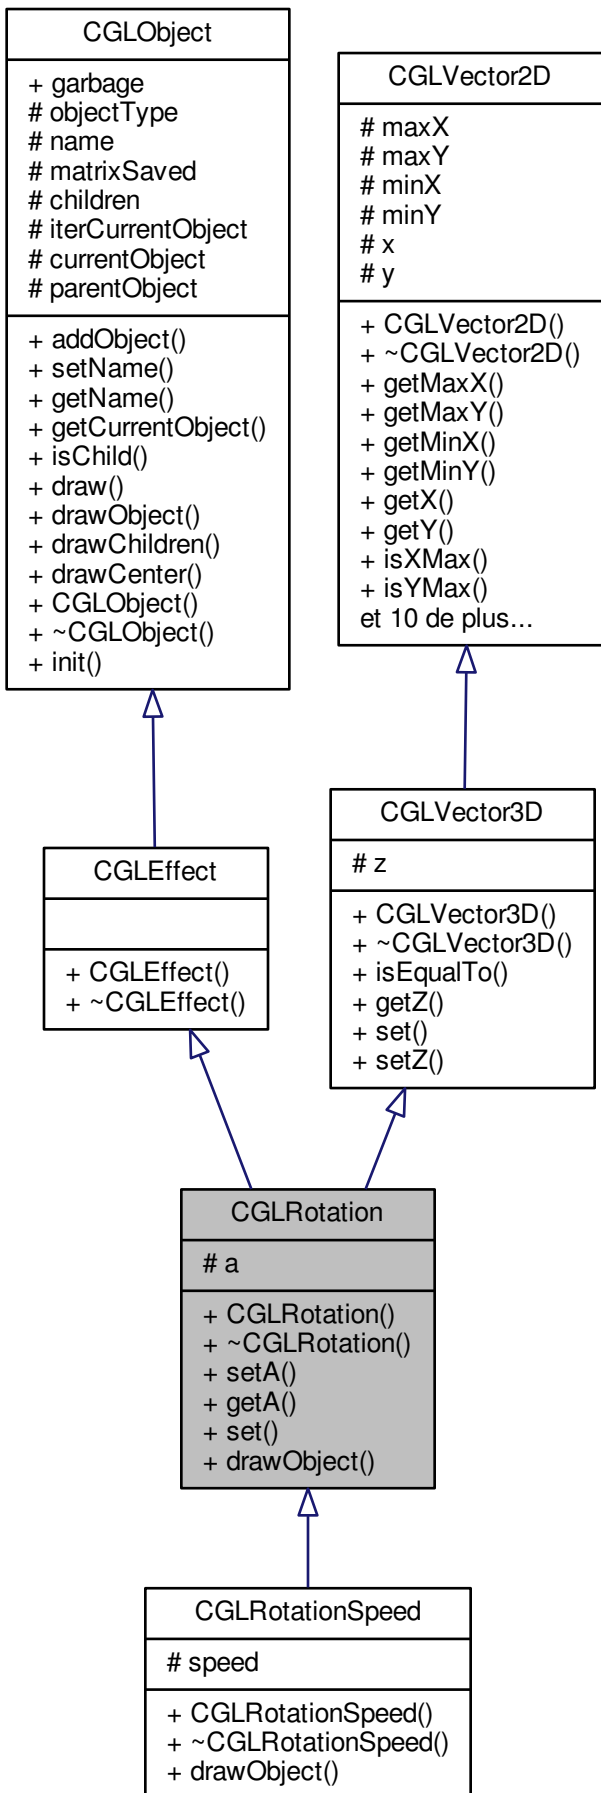 CGLObject
+ garbage
# objectType
# name
# matrixSaved
# children
# iterCurrentObject
# currentObject
# parentObject
+ addObject()
+ setName()
+ getName()
+ getCurrentObject()
+ isChild()
+ draw()
+ drawObject()
+ drawChildren()
+ drawCenter()
+ CGLObject()
+ ~CGLObject()
+ init()
CGLVector2D
# maxX
# maxY
# minX
# minY
# x
# y
+ CGLVector2D()
+ ~CGLVector2D()
+ getMaxX()
+ getMaxY()
+ getMinX()
+ getMinY()
+ getX()
+ getY()
+ isXMax()
+ isYMax()
et 10 de plus...
CGLEffect
+ CGLEffect()
+ ~CGLEffect()
CGLVector3D
# z
+ CGLVector3D()
+ ~CGLVector3D()
+ isEqualTo()
+ getZ()
+ set()
+ setZ()
CGLRotation
# a
+ CGLRotation()
+ ~CGLRotation()
+ setA()
+ getA()
+ set()
+ drawObject()
CGLRotationSpeed
# speed
+ CGLRotationSpeed()
+ ~CGLRotationSpeed()
+ drawObject()